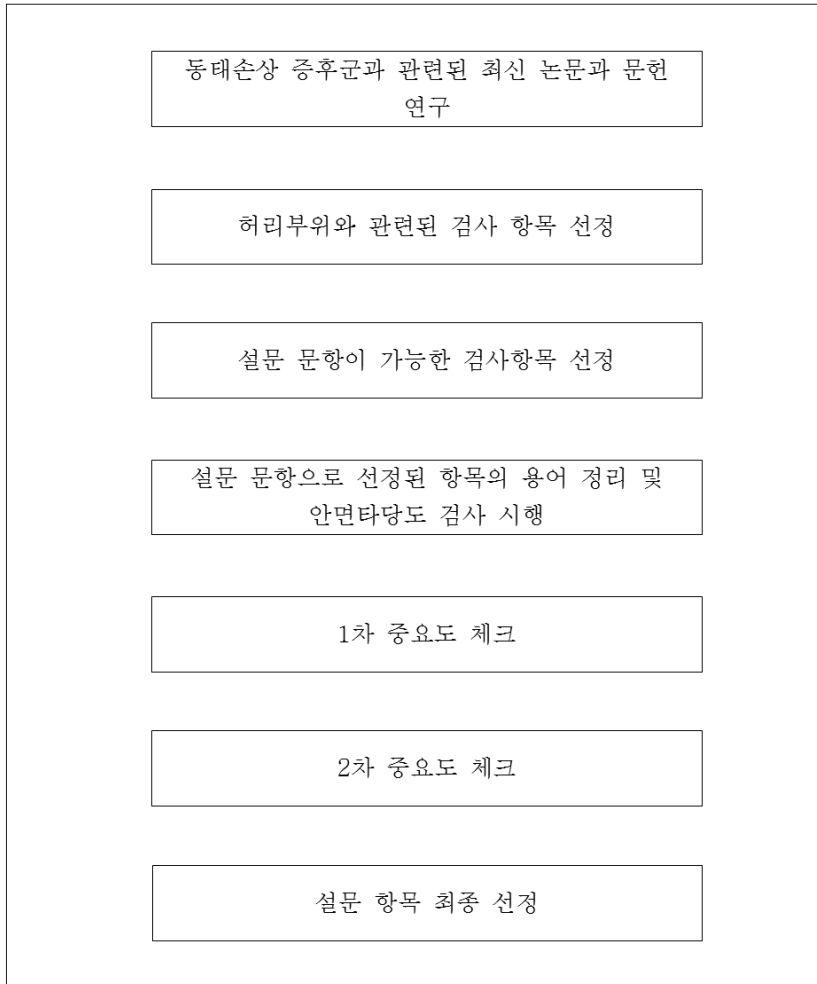 동태손상 증후군과 관련된 최신 논문과 문헌
연구
허리부위와 관련된 검사 항목 선정
설문 문항이 가능한 검사항목 선정
설문 문항으로 선정된 항목의 용어 정리 및
안면타당도 검사 시행
1차 중요도 체크
2차 중요도 체크
설문 항목 최종 선정